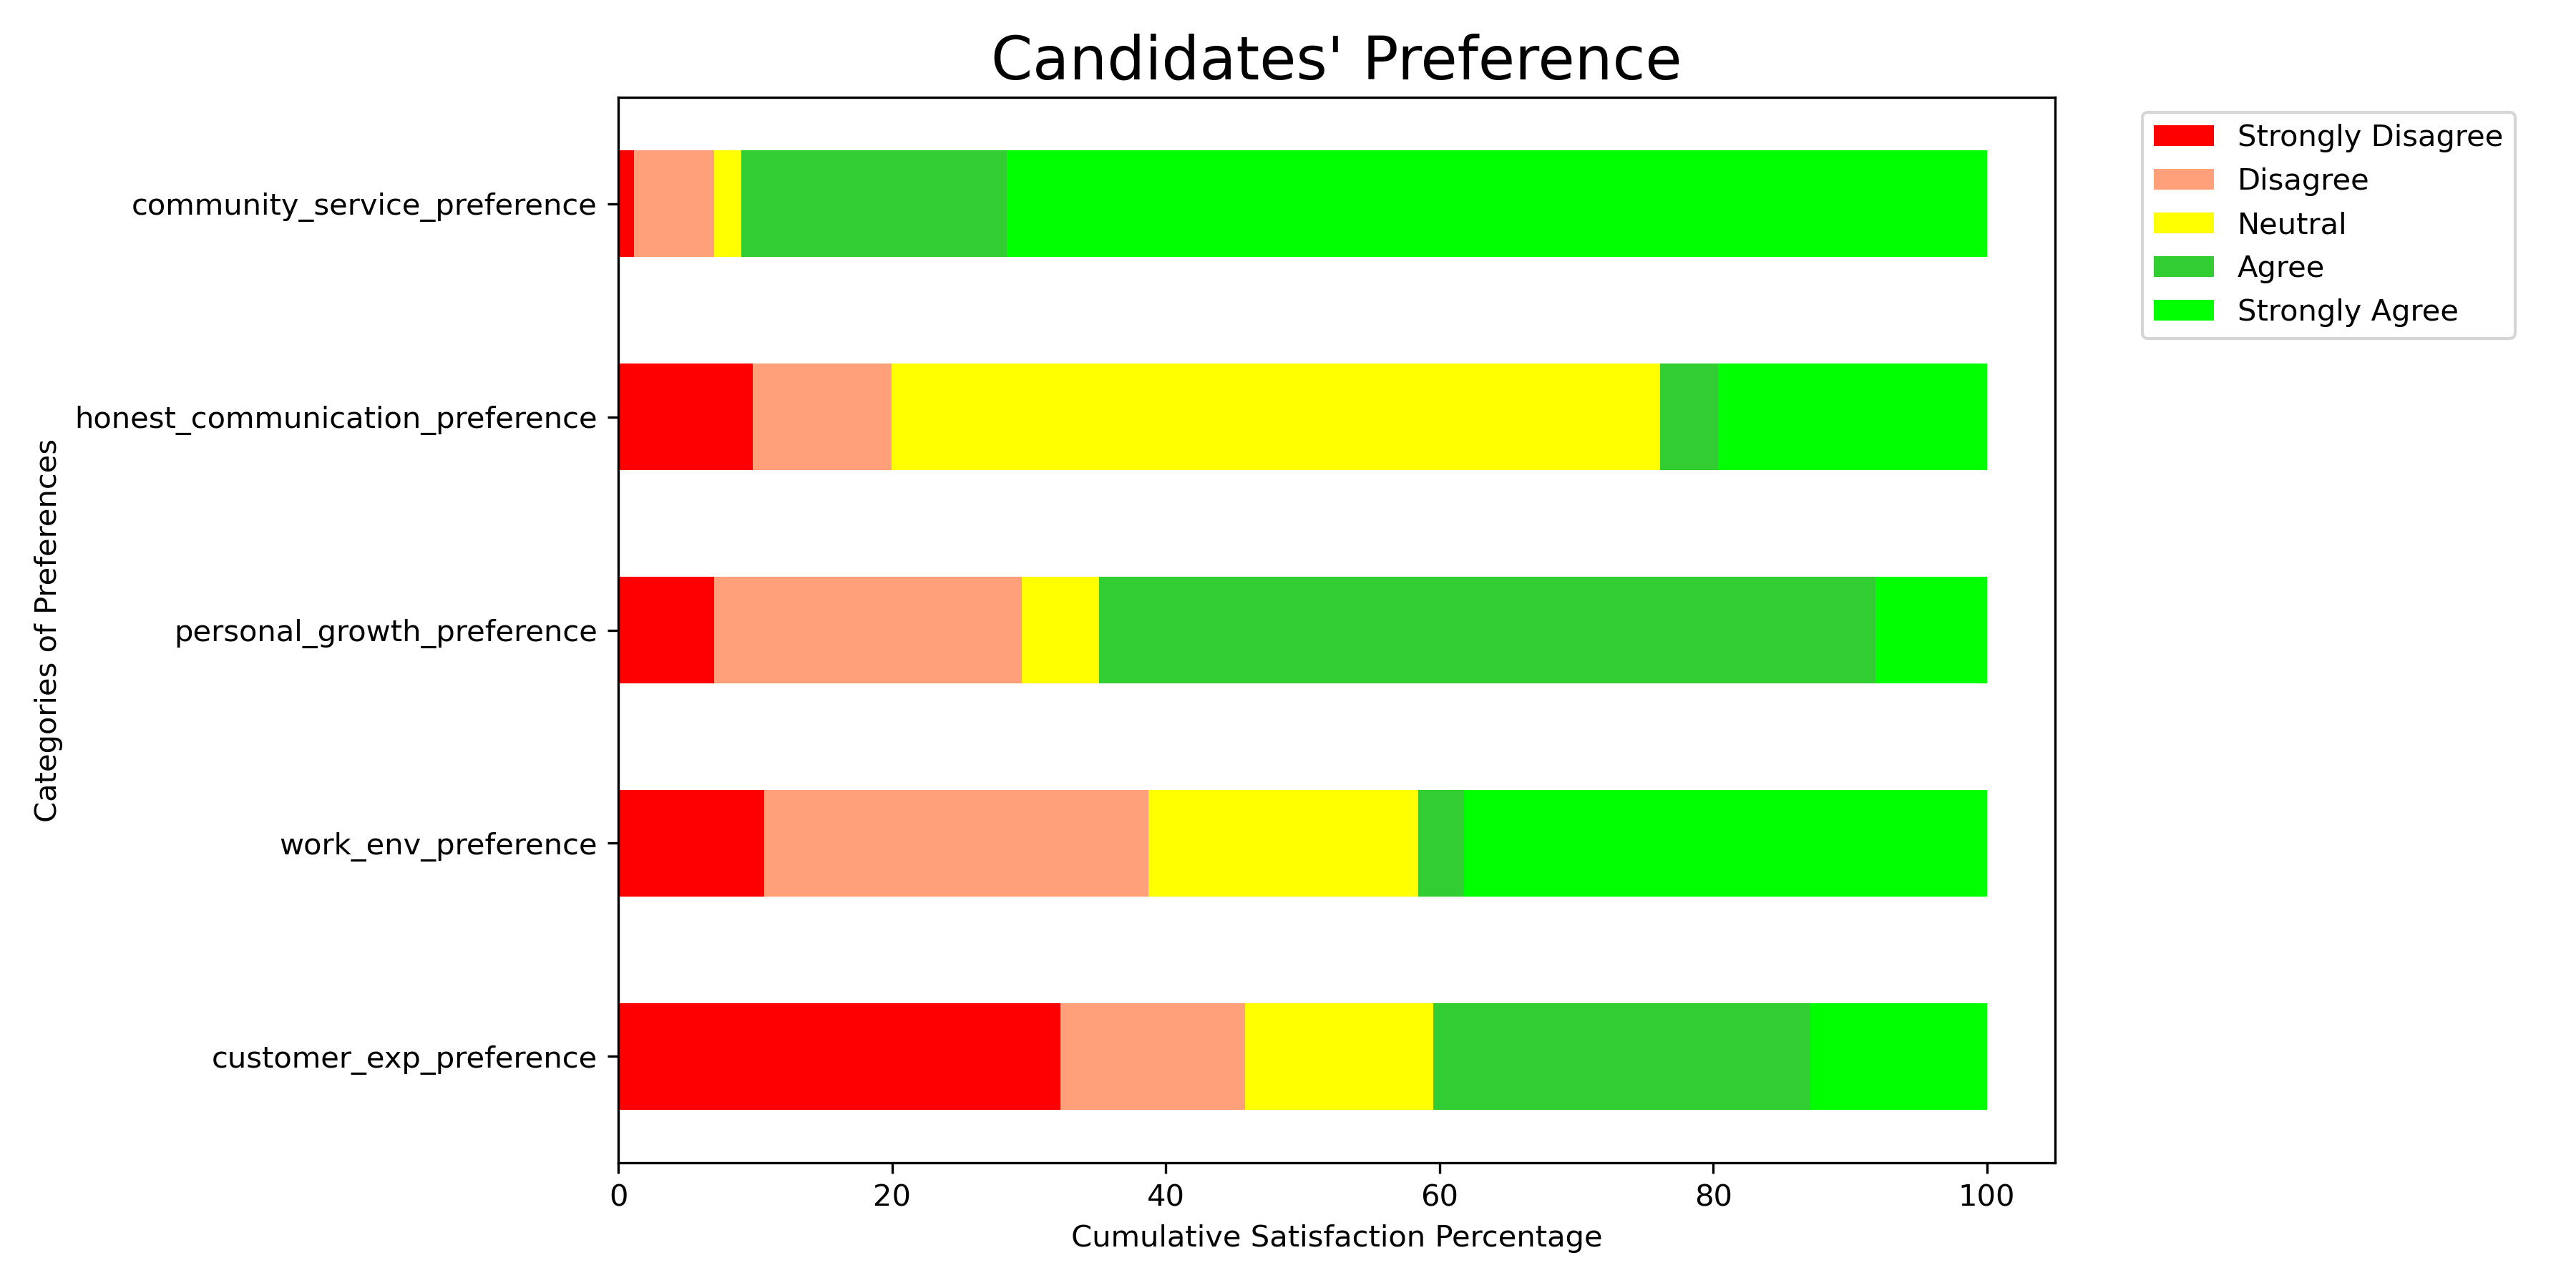 Candidates' Preference
Strongly Disagree
Disagree
Neutral
Agree
Strongly Agree
Categories of Preferences
community_service_preference
honest_communication_preference
personal_growth_preference
work_env_preference
customer_exp_preference
0 20 40 60 80 100
Cumulative Satisfaction Percentage